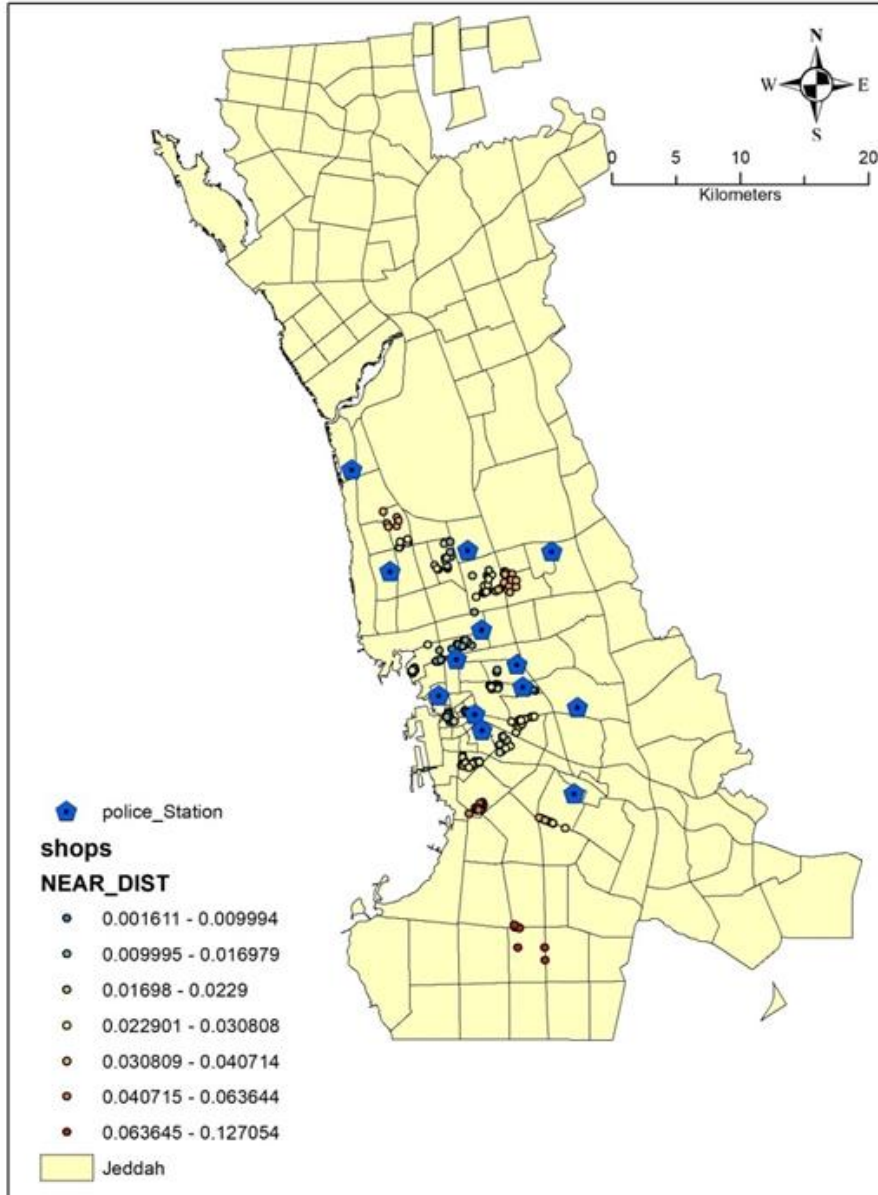 N
W E
S
0 5 10 20
Kilometers
police_Station
shops
NEAR_DIST
0.001611 - 0.009994
0.009995 - 0.016979
0.01698 - 0.0229
0.022901 - 0.030808
0.030809 - 0.040714
0.040715 - 0.063644
0.063645 - 0.127054
Jeddah